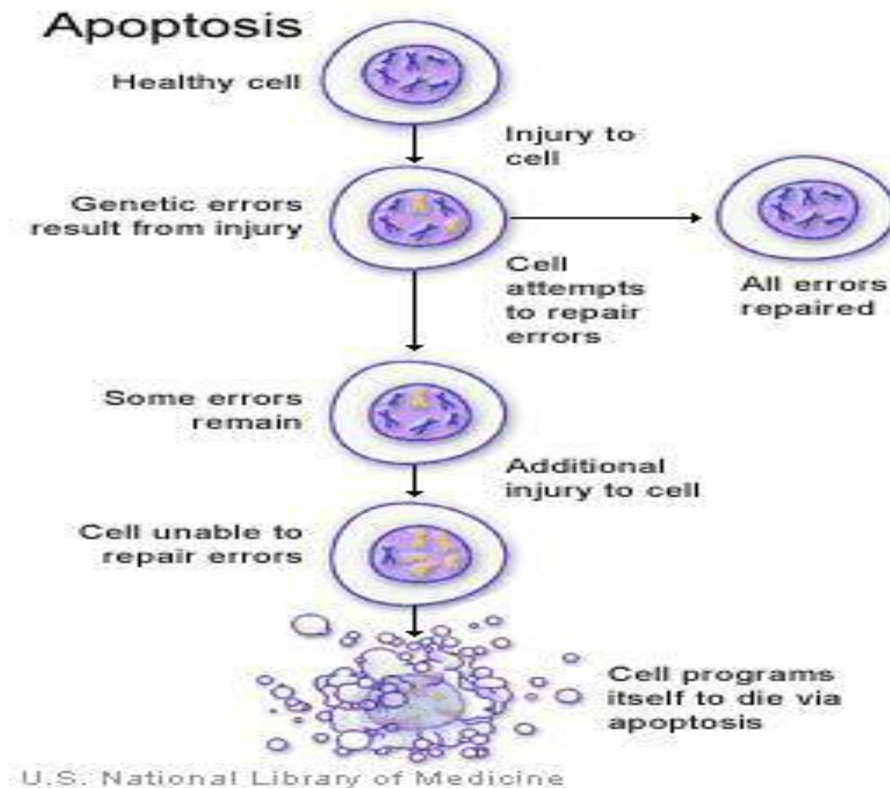 Apoptosis
Healthy cell
Injury to
cell
Genetic errors
result from injury
Cell
attempts
to repair
errors
All errors
repaired
Some errors
remain
Additional
injury to cell
Cell unable to
repair errors
Cell programs
itself to die via
apoptosis
U.S. National Library of Medicine